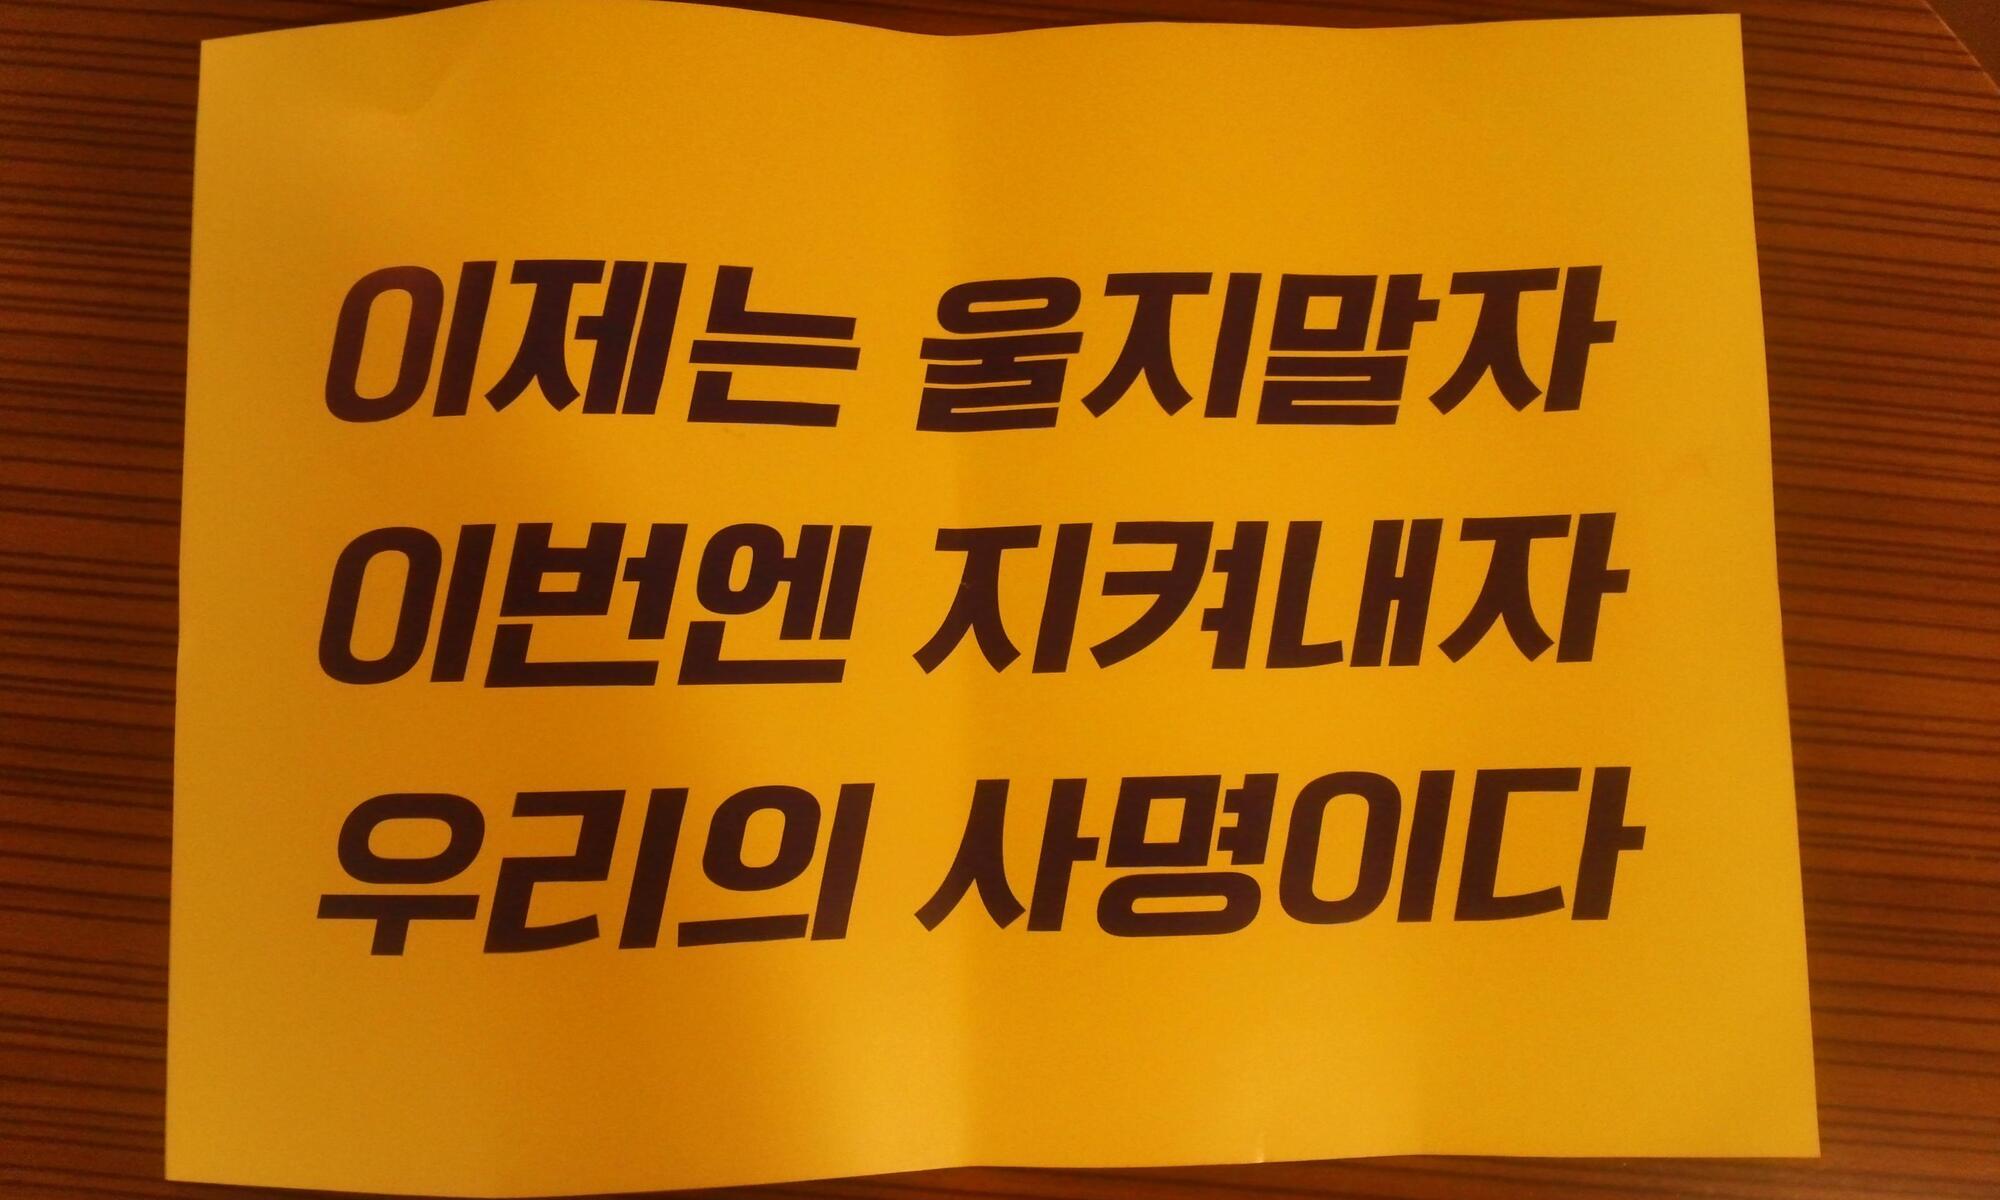 이제는 울지말자
이번엔 지켜내자
우리의 사명이다